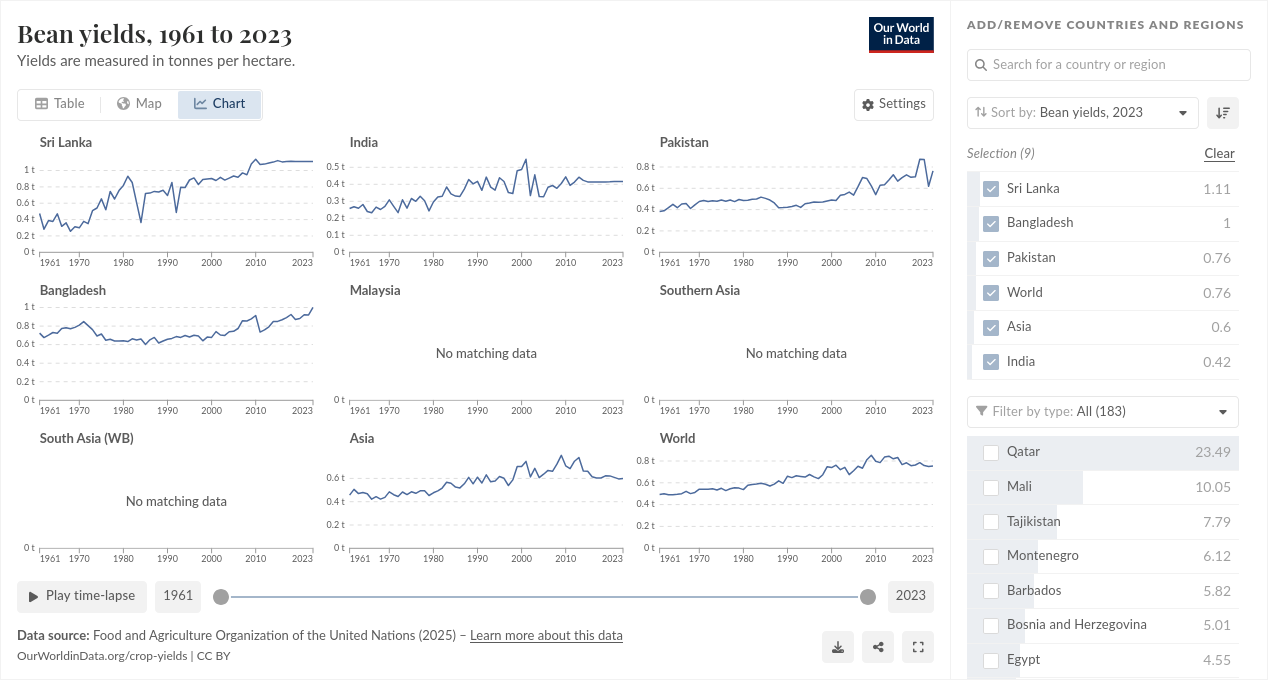 Bean yields, 1961 to 2023
Yields are measured in tonnes per hectare.
Our World
in Data
Table
Map
Chart
Settings
Sri Lanka
1 t
0.8 t
0.6 t
0.4 t
0.2 t
0 t
1961 1970 1980 1990 2000 2010 2023
India
0.5 t
0.4 t
0.3 t
0.2 t
0.1 t
0 t
1961 1970 1980 1990 2000 2010 2023
Pakistan
0.8 t
0.6 t
0.4 t
0.2 t
0 t
1961 1970 1980 1990 2000 2010 2023
Bangladesh
1 t
0.8 t
0.6 t
0.4 t
0.2 t
0 t
1961 1970 1980 1990 2000 2010 2023
Malaysia
No matching data
0 t
1961 1970 1980 1990 2000 2010 2023
Southern Asia
No matching data
0 t
1961 1970 1980 1990 2000 2010 2023
South Asia (WB)
No matching data
0 t
1961 1970 1980 1990 2000 2010 2023
Asia
0.6 t
0.4 t
0.2 t
0 t
1961 1970 1980 1990 2000 2010 2023
World
0.8 t
0.6 t
0.4 t
0.2 t
0 t
1961 1970 1980 1990 2000 2010 2023
Play time-lapse
1961
2023
Data source: Food and Agriculture Organization of the United Nations (2025) – Learn more about this data
OurWorldinData.org/crop-yields | CC BY
ADD/REMOVE COUNTRIES AND REGIONS
Search for a country or region
Sort by: Bean yields, 2023
Selection (9) Clear
Sri Lanka 1.11
Bangladesh 1
Pakistan 0.76
World 0.76
Asia 0.6
India 0.42
Filter by type: All (183)
Qatar 23.49
Mali 10.05
Tajikistan 7.79
Montenegro 6.12
Barbados 5.82
Bosnia and Herzegovina 5.01
Egypt 4.55